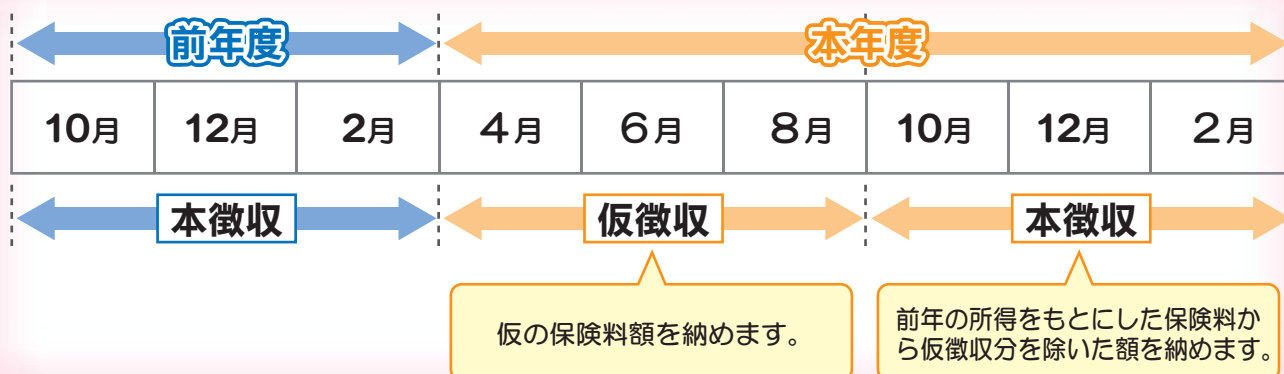 前年度
本年度
10月 12月 2月 4月 6月 8月 10月 12月 2月
本徴収
仮徴収
本徴収
仮の保険料額を納めます。
前年の所得をもとにした保険料か
ら仮徴収分を除いた額を納めます。